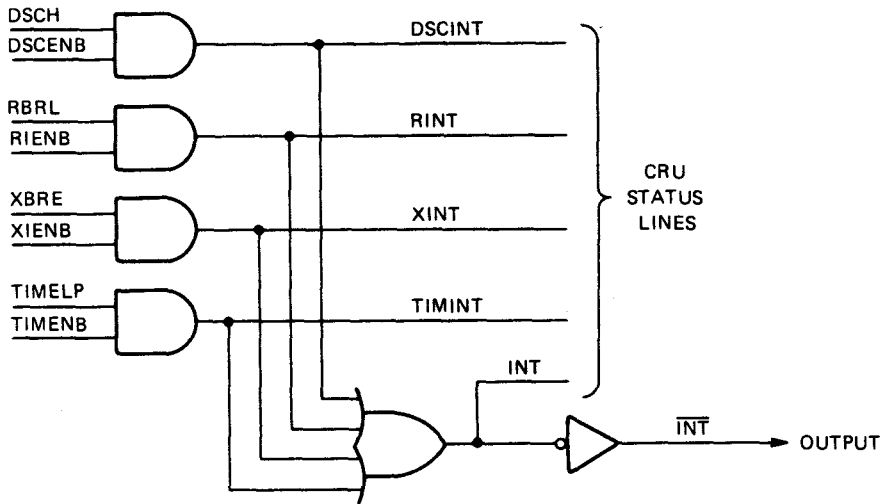 DSCH
DSCENB
DSCINT
RBRL
RIENB
RINT
XBRE
XIENB
XINT
TIMELP
TIMENB
TIMINT
INT
CRU
STATUS
LINES
INT
OUTPUT